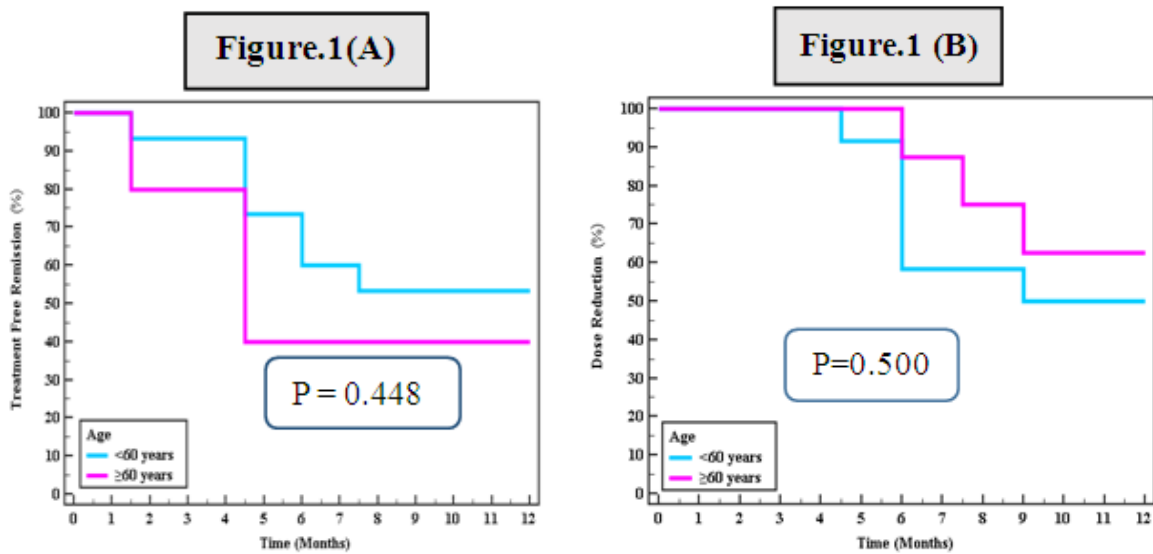 Figure.1(A)
Treatment Free Remission (%)
100
90
80
70
60
50
40
30
20
10
0
P = 0.448
Age
<60 years
≥60 years
0 1 2 3 4 5 6 7 8 9 10 11 12
Time (Months)
Figure.1 (B)
Dose Reduction (%)
100
90
80
70
60
50
40
30
20
10
0
P=0.500
Age
<60 years
≥60 years
0 1 2 3 4 5 6 7 8 9 10 11 12
Time (Months)